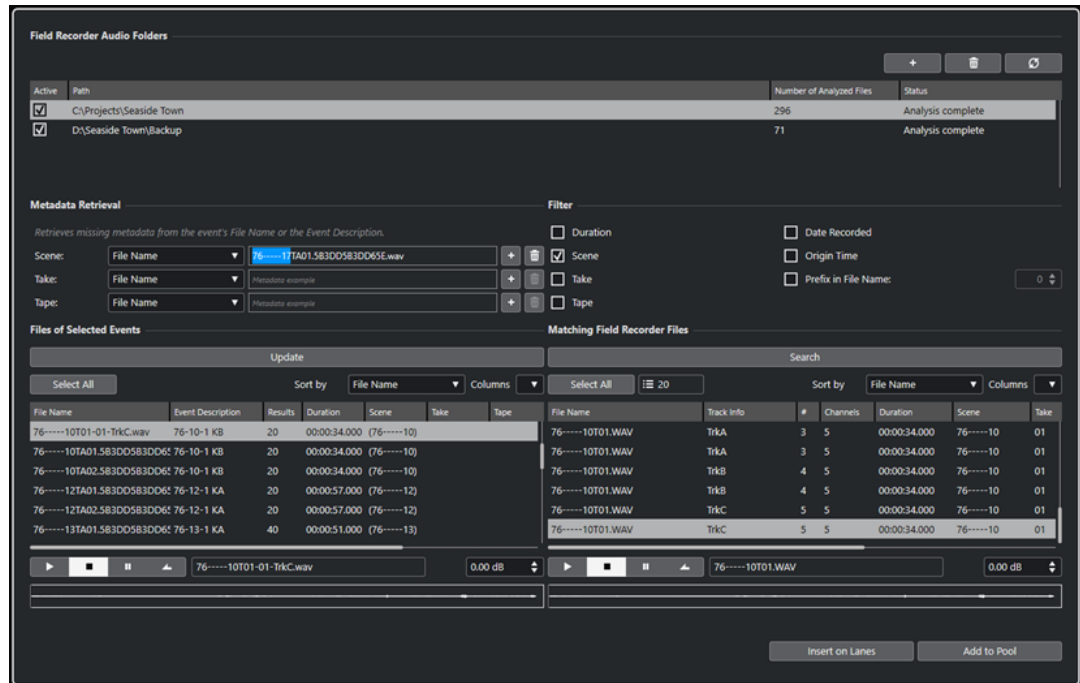 Field Recorder Audio Folders
+
Active Path Number of Analyzed Files Status
C:\Projects\Seaside Town 296 Analysis complete
D:\Seaside Town\Backup 71 Analysis complete
Metadata Retrieval Filter
Retrieves missing metadata from the event's File Name or the Event Description.
Duration Date Recorded
Scene: File Name 76-----17TA01.5B3DD5B3DD65E.wav + Scene Origin Time
Take: File Name Metadata example + Take Prefix in File Name: 0
Tape: File Name Metadata example + Tape
Files of Selected Events Matching Field Recorder Files
Update Search
Select All Sort by File Name Columns Select All 20 Sort by File Name Columns
File Name Event Description Results Duration Scene Take Tape File Name Track Info # Channels Duration Scene Take
76-----10T01-01-TrkC.wav 76-10-1 KB 20 00:00:34.000 (76-----10) 76-----10T01.WAV TrkA 3 5 00:00:34.000 76-----10 01
76-----10TA01.5B3DD5B3DD65 76-10-1 KB 20 00:00:34.000 (76-----10) 76-----10T01.WAV TrkA 3 5 00:00:34.000 76-----10 01
76-----10TA02.5B3DD5B3DD65 76-10-1 KB 20 00:00:34.000 (76-----10) 76-----10T01.WAV TrkB 4 5 00:00:34.000 76-----10 01
76-----12TA01.5B3DD5B3DD65 76-12-1 KA 20 00:00:57.000 (76-----12) 76-----10T01.WAV TrkB 4 5 00:00:34.000 76-----10 01
76-----12TA02.5B3DD5B3DD65 76-12-1 KA 20 00:00:57.000 (76-----12) 76-----10T01.WAV TrkC 5 5 00:00:34.000 76-----10 01
76-----13TA01.5B3DD5B3DD65 76-13-1 KA 40 00:00:51.000 (76-----13) 76-----10T01.WAV TrkC 5 5 00:00:34.000 76-----10 01
76-----10T01-01-TrkC.wav 0.00 dB 76-----10T01.WAV 0.00 dB
Insert on Lanes Add to Pool